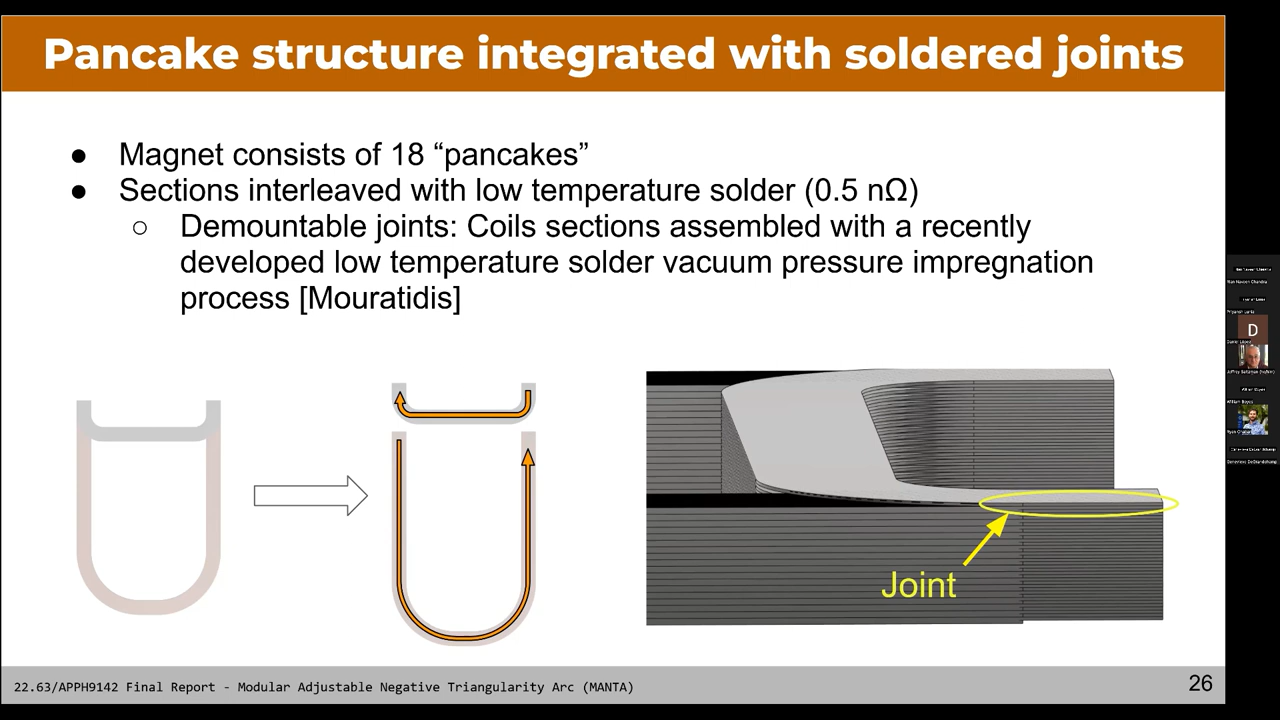 Pancake structure integrated with soldered joints
● Magnet consists of 18 “pancakes”
● Sections interleaved with low temperature solder (0.5 nΩ)
○ Demountable joints: Coils sections assembled with a recently
developed low temperature solder vacuum pressure impregnation
process [Mouratidis]
Joint
22.63/APPH9142 Final Report - Modular Adjustable Negative Triangularity Arc (MANTA)
26
D